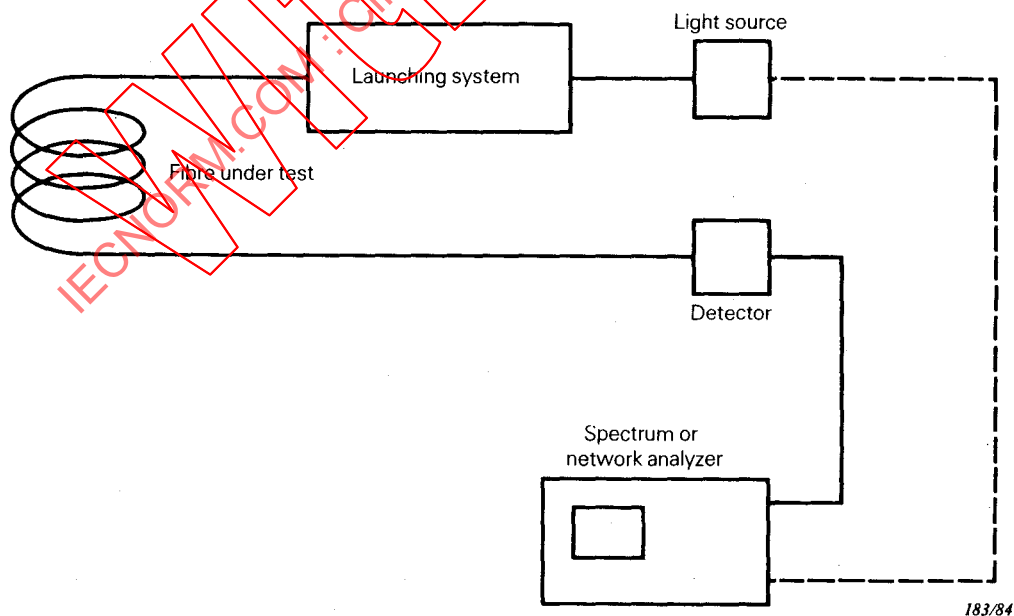 Light source
Launching system
Fibre under test
Detector
Spectrum or
network analyzer
183/84
IECNORM.COM :